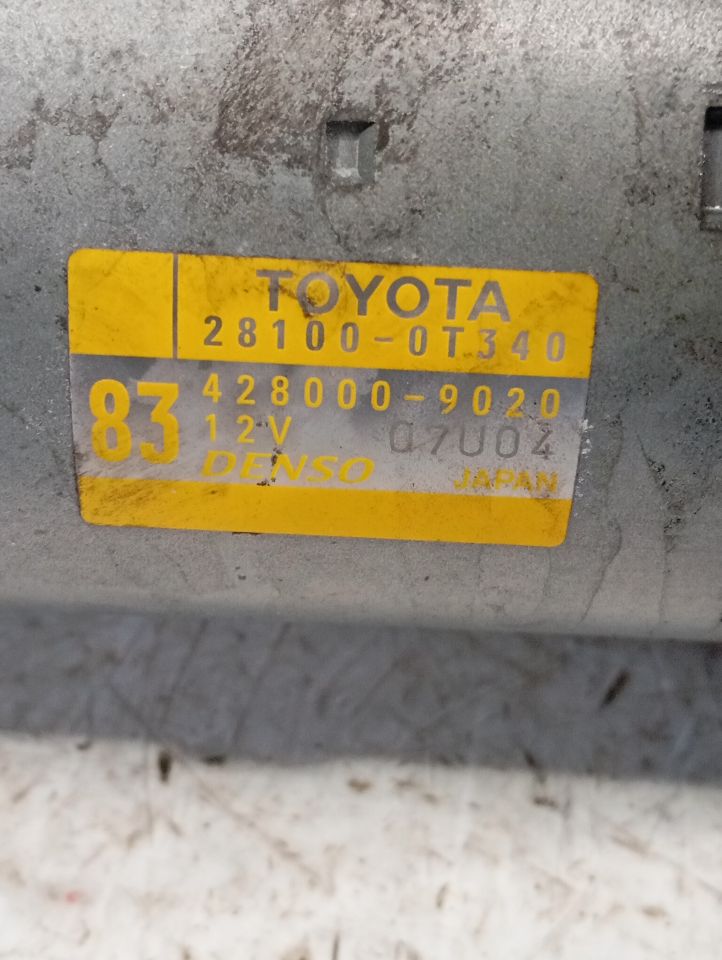 TOYOTA
28100-0T340
83
428000-9020
12V 07U04
DENSO JAPAN